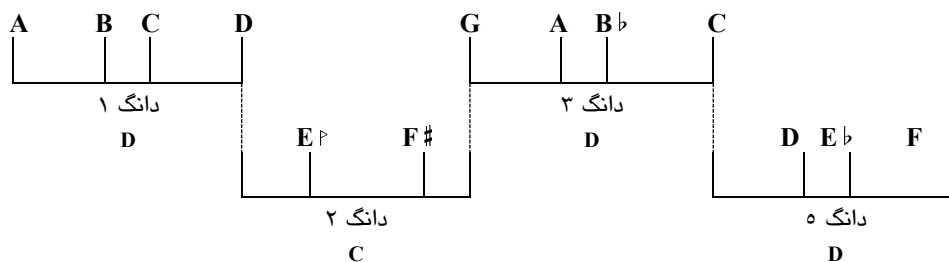 A B C D G A B♭ C
دانگ ۱ دانگ ۳
D E𝄳 F♯ D D E♭ F
دانگ ۲ دانگ ۵
C D